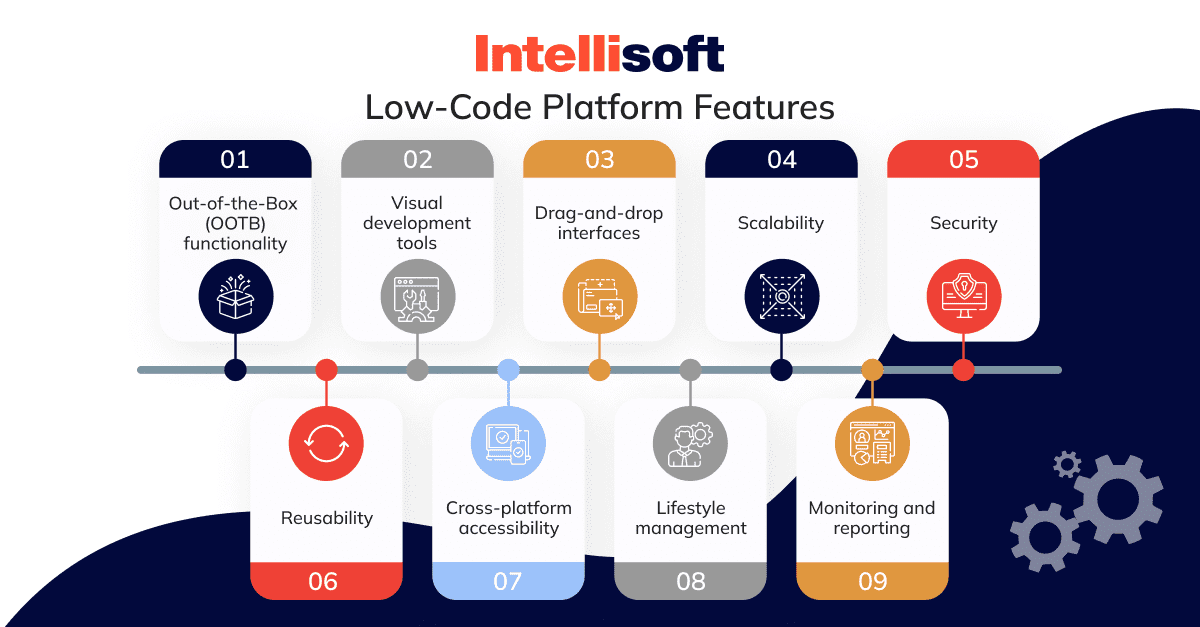 Intellisoft
Low-Code Platform Features
01
Out-of-the-Box
(OOTB)
functionality
02
Visual
development
tools
03
Drag-and-drop
interfaces
04
Scalability
05
Security
Reusability
06
Cross-platform
accessibility
07
Lifestyle
management
08
Monitoring and
reporting
09